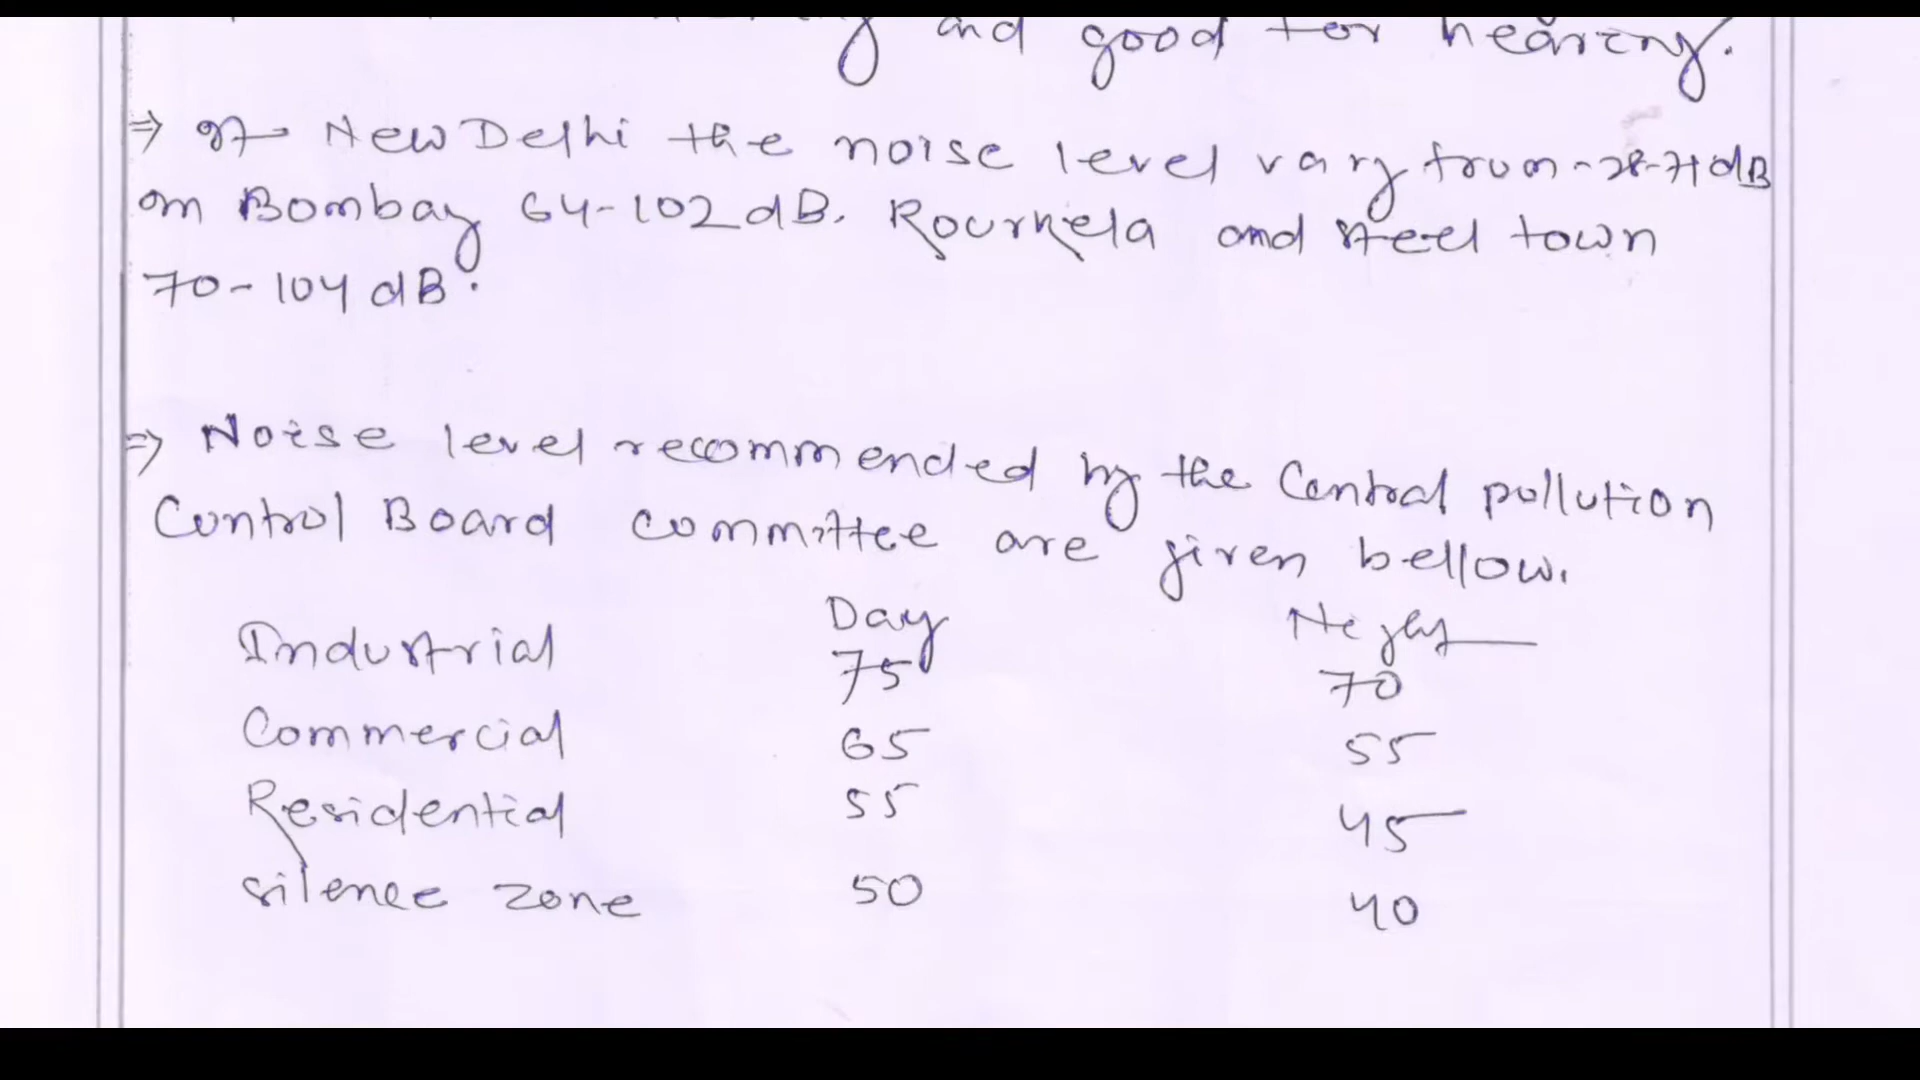 and good for hearing.
⇒ At New Delhi the noise level vary from - 28-71 dB
on Bombay 64-102 dB. Rourkela and steel town
70-104 dB.
⇒ Noise level recommended by the Central pollution
Control Board committee are given bellow.
Day Night
Industrial 75 70
Commercial 65 55
Residential 55 45
silence zone 50 40